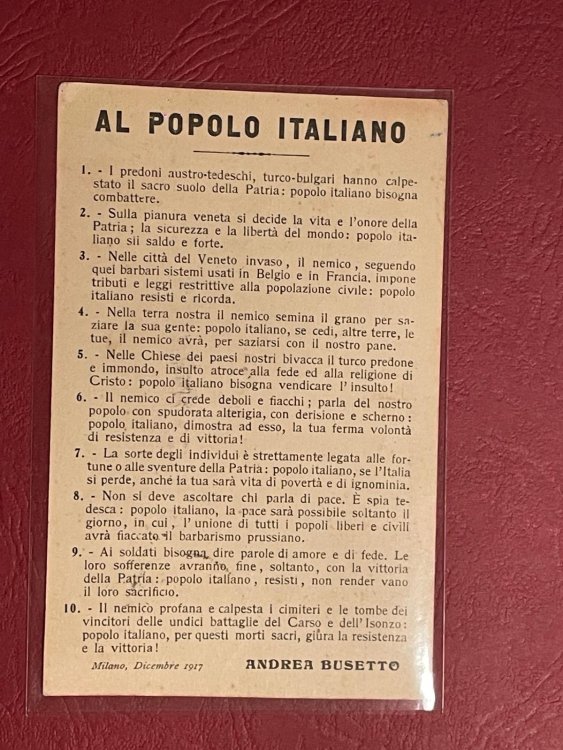 AL POPOLO ITALIANO
1. - I predoni austro-tedeschi, turco-bulgari hanno calpe-
stato il sacro suolo della Patria: popolo italiano bisogna
combattere.
2. - Sulla pianura veneta si decide la vita e l'onore della
Patria; la sicurezza e la libertà del mondo: popolo ita-
liano sii saldo e forte.
3. - Nelle città del Veneto invaso, il nemico, seguendo
quei barbari sistemi usati in Belgio e in Francia, impone
tributi e leggi restrittive alla popolazione civile: popolo
italiano resisti e ricorda.
4. - Nella terra nostra il nemico semina il grano per sa-
ziare la sua gente: popolo italiano, se cedi, altre terre, le
tue, il nemico avrà, per saziarsi con il nostro pane.
5. - Nelle Chiese dei paesi nostri bivacca il turco predone
e immondo, insulto atroce alla fede ed alla religione di
Cristo: popolo italiano bisogna vendicare l'insulto!
6. - Il nemico ci crede deboli e fiacchi; parla del nostro
popolo con spudorata alterigia, con derisione e scherno:
popolo italiano, dimostra ad esso, la tua ferma volontà
di resistenza e di vittoria!
7. - La sorte degli individui è strettamente legata alle for-
tune o alle sventure della Patria: popolo italiano, se l'Italia
si perde, anche la tua sarà vita di povertà e di ignominia.
8. - Non si deve ascoltare chi parla di pace. È spia te-
desca: popolo italiano, la pace sarà possibile soltanto il
giorno, in cui, l'unione di tutti i popoli liberi e civili
avrà fiaccato il barbarismo prussiano.
9. - Ai soldati bisogna dire parole di amore e di fede. Le
loro sofferenze avranno fine, soltanto, con la vittoria
della Patria: popolo italiano, resisti, non render vano
il loro sacrificio.
10. - Il nemico profana e calpesta i cimiteri e le tombe dei
vincitori delle undici battaglie del Carso e dell'Isonzo:
popolo italiano, per questi morti sacri, giura la resistenza
e la vittoria!
Milano, Dicembre 1917 ANDREA BUSETTO